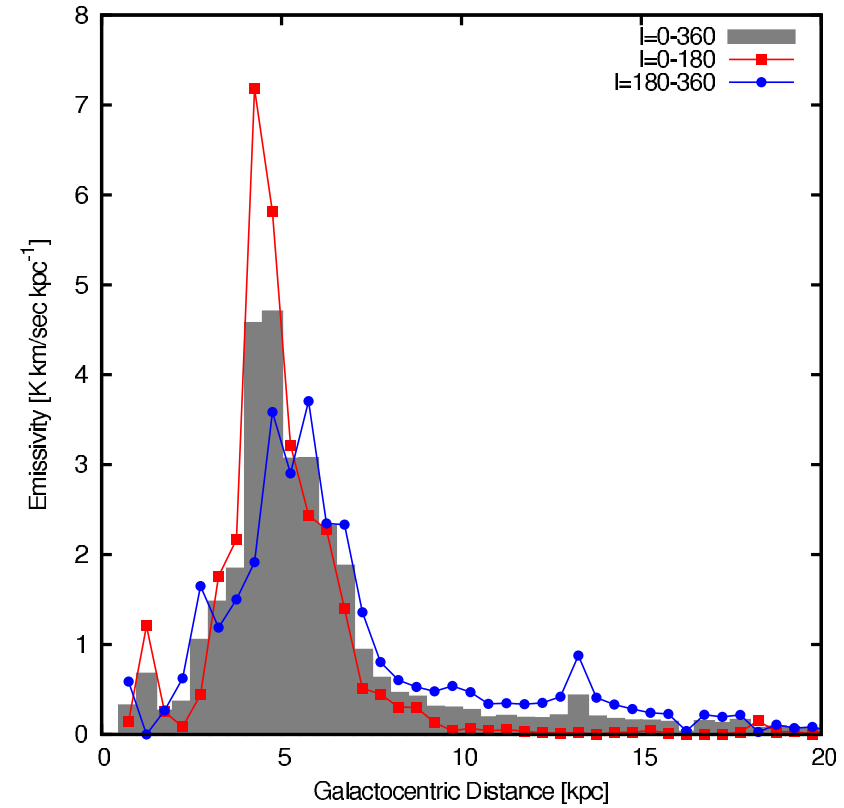 8
7
6
5
4
3
2
1
0
Emissivity [K km/sec kpc⁻¹]
l=0-360
l=0-180
l=180-360
0 5 10 15 20
Galactocentric Distance [kpc]